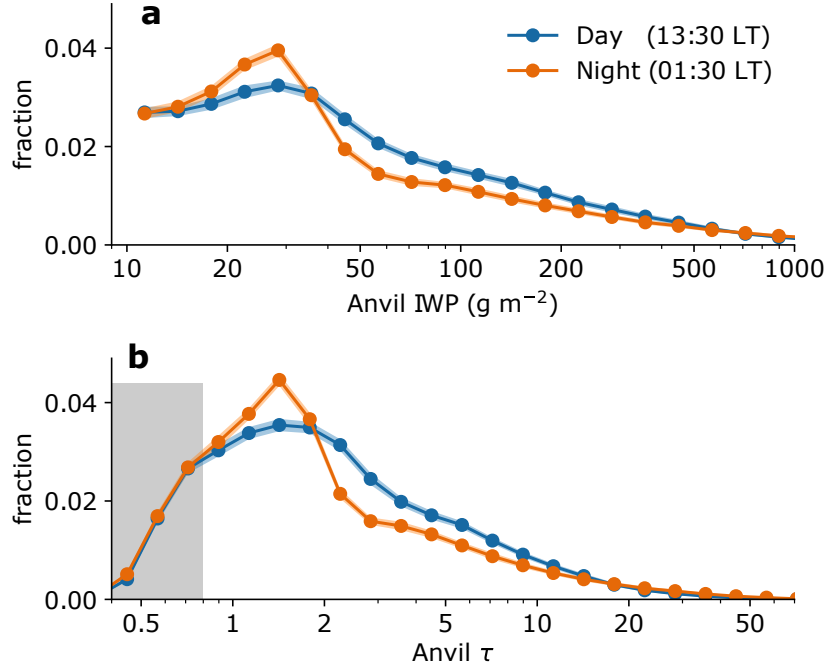 a
Day (13:30 LT)
Night (01:30 LT)
0.04
0.02
0.00
fraction
10 20 50 100 200 500 1000
Anvil IWP (g m⁻²)
b
0.04
0.02
0.00
fraction
0.5 1 2 5 10 20 50
Anvil τ